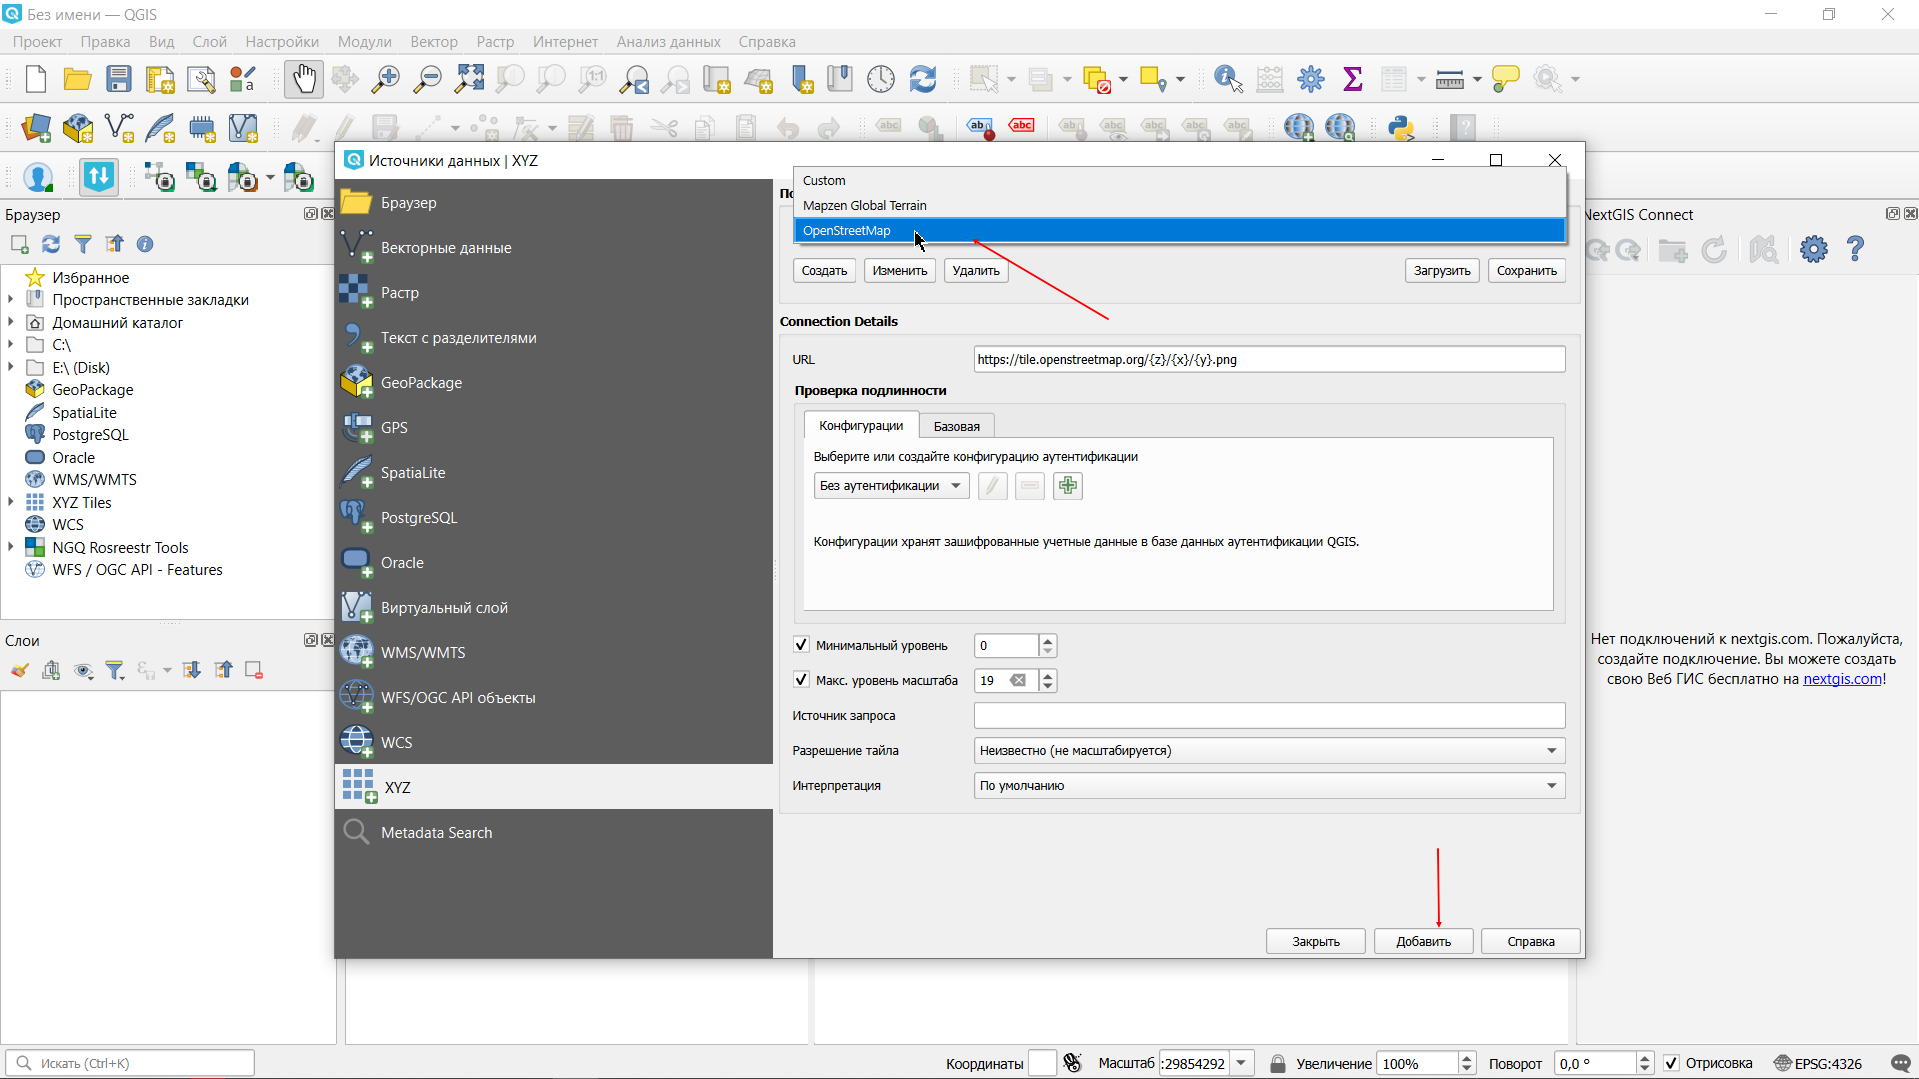 Без имени — QGIS
Проект Правка Вид Слой Настройки Модули Вектор Растр Интернет Анализ данных Справка
Источники данных | XYZ
Браузер
Избранное
Пространственные закладки
Домашний каталог
C:\
E:\ (Disk)
GeoPackage
SpatiaLite
PostgreSQL
Oracle
WMS/WMTS
XYZ Tiles
WCS
NGQ Rosreestr Tools
WFS / OGC API - Features
Слои
Браузер
Векторные данные
Растр
Текст с разделителями
GeoPackage
GPS
SpatiaLite
PostgreSQL
Oracle
Виртуальный слой
WMS/WMTS
WFS/OGC API объекты
WCS
XYZ
Metadata Search
Custom
Mapzen Global Terrain
OpenStreetMap
Создать Изменить Удалить Загрузить Сохранить
Connection Details
URL https://tile.openstreetmap.org/{z}/{x}/{y}.png
Проверка подлинности
Конфигурации Базовая
Выберите или создайте конфигурацию аутентификации
Без аутентификации
Конфигурации хранят зашифрованные учетные данные в базе данных аутентификации QGIS.
Минимальный уровень 0
Макс. уровень масштаба 19
Источник запроса
Разрешение тайла Неизвестно (не масштабируется)
Интерпретация По умолчанию
Закрыть Добавить Справка
NextGIS Connect
Нет подключений к nextgis.com. Пожалуйста,
создайте подключение. Вы можете создать
свою Веб ГИС бесплатно на nextgis.com!
Искать (Ctrl+K) Координаты Масштаб :29854292 Увеличение 100% Поворот 0,0 ° Отрисовка EPSG:4326